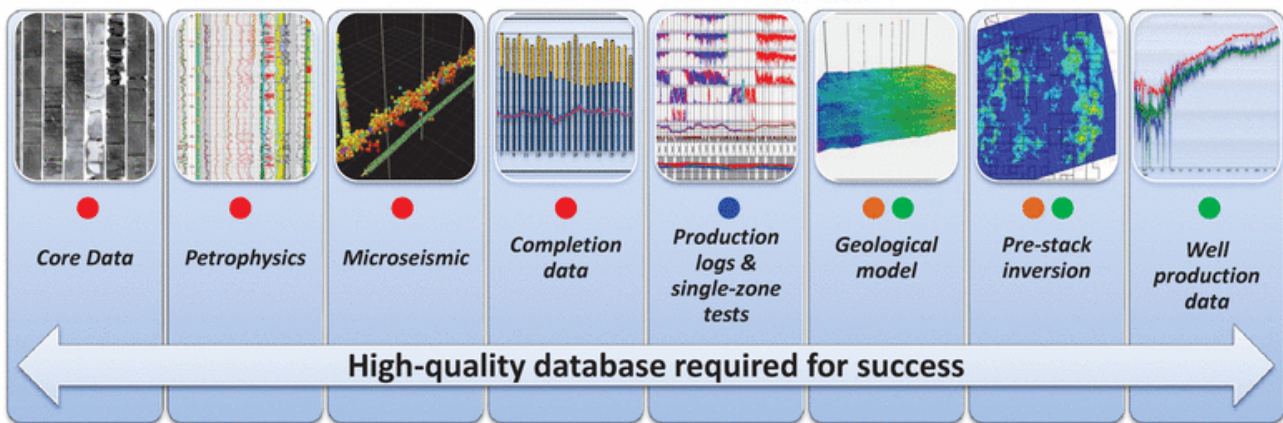 Core Data
Petrophysics
Microseismic
Completion
data
Production
logs &
single-zone
tests
Geological
model
Pre-stack
inversion
Well
production
data
High-quality database required for success